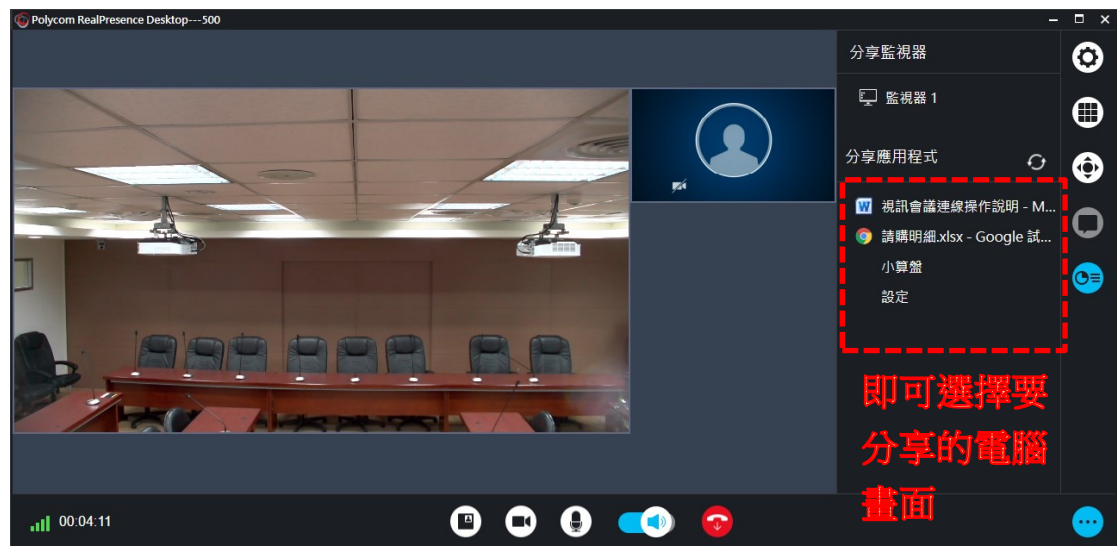 Polycom RealPresence Desktop---500
分享監視器
監視器 1
分享應用程式
視訊會議連線操作說明 - M...
請購明細.xlsx - Google 試...
小算盤
設定
即可選擇要
分享的電腦
畫面
00:04:11